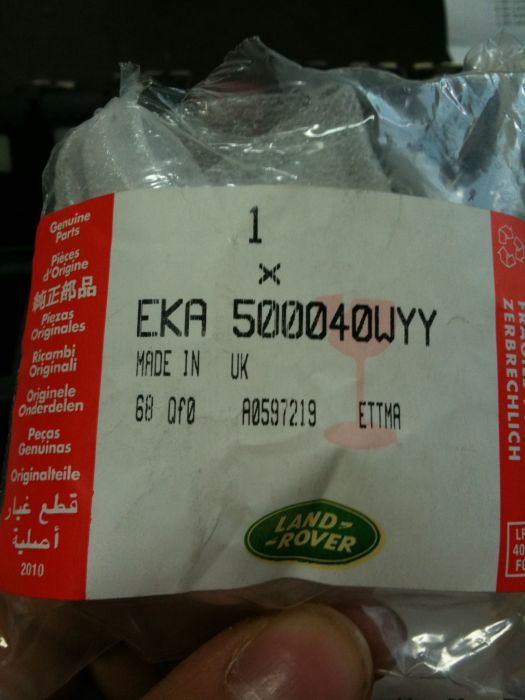 1
x
EKA 500040WYY
MADE IN UK
68 Qf0 A0597219 ETTMA
LAND-
-ROVER
Genuine
Parts
Pièces
d'Origine
純正部品
Piezas
Originales
Ricambi
Originali
Originele
Onderdelen
Peças
Genuinas
Originalteile
قطع غيار
أصلية
2010
ZERBRECHLICH